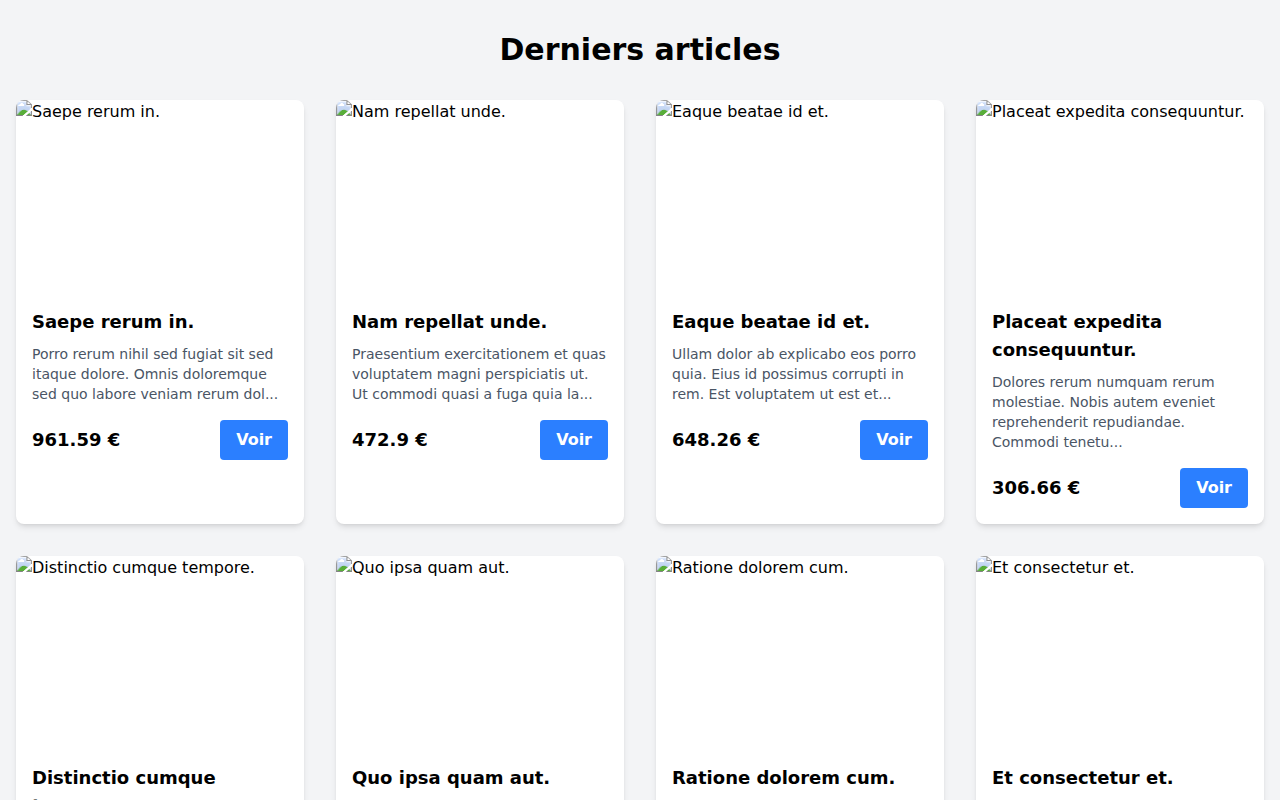 Derniers articles
Saepe rerum in.
Nam repellat unde.
Eaque beatae id et.
Placeat expedita consequuntur.
Saepe rerum in.
Porro rerum nihil sed fugiat sit sed
itaque dolore. Omnis doloremque
sed quo labore veniam rerum dol...
961.59 €
Voir
Nam repellat unde.
Praesentium exercitationem et quas
voluptatem magni perspiciatis ut.
Ut commodi quasi a fuga quia la...
472.9 €
Voir
Eaque beatae id et.
Ullam dolor ab explicabo eos porro
quia. Eius id possimus corrupti in
rem. Est voluptatem ut est et...
648.26 €
Voir
Placeat expedita
consequuntur.
Dolores rerum numquam rerum
molestiae. Nobis autem eveniet
reprehenderit repudiandae.
Commodi tenetu...
306.66 €
Voir
Distinctio cumque tempore.
Quo ipsa quam aut.
Ratione dolorem cum.
Et consectetur et.
Distinctio cumque
Quo ipsa quam aut.
Ratione dolorem cum.
Et consectetur et.